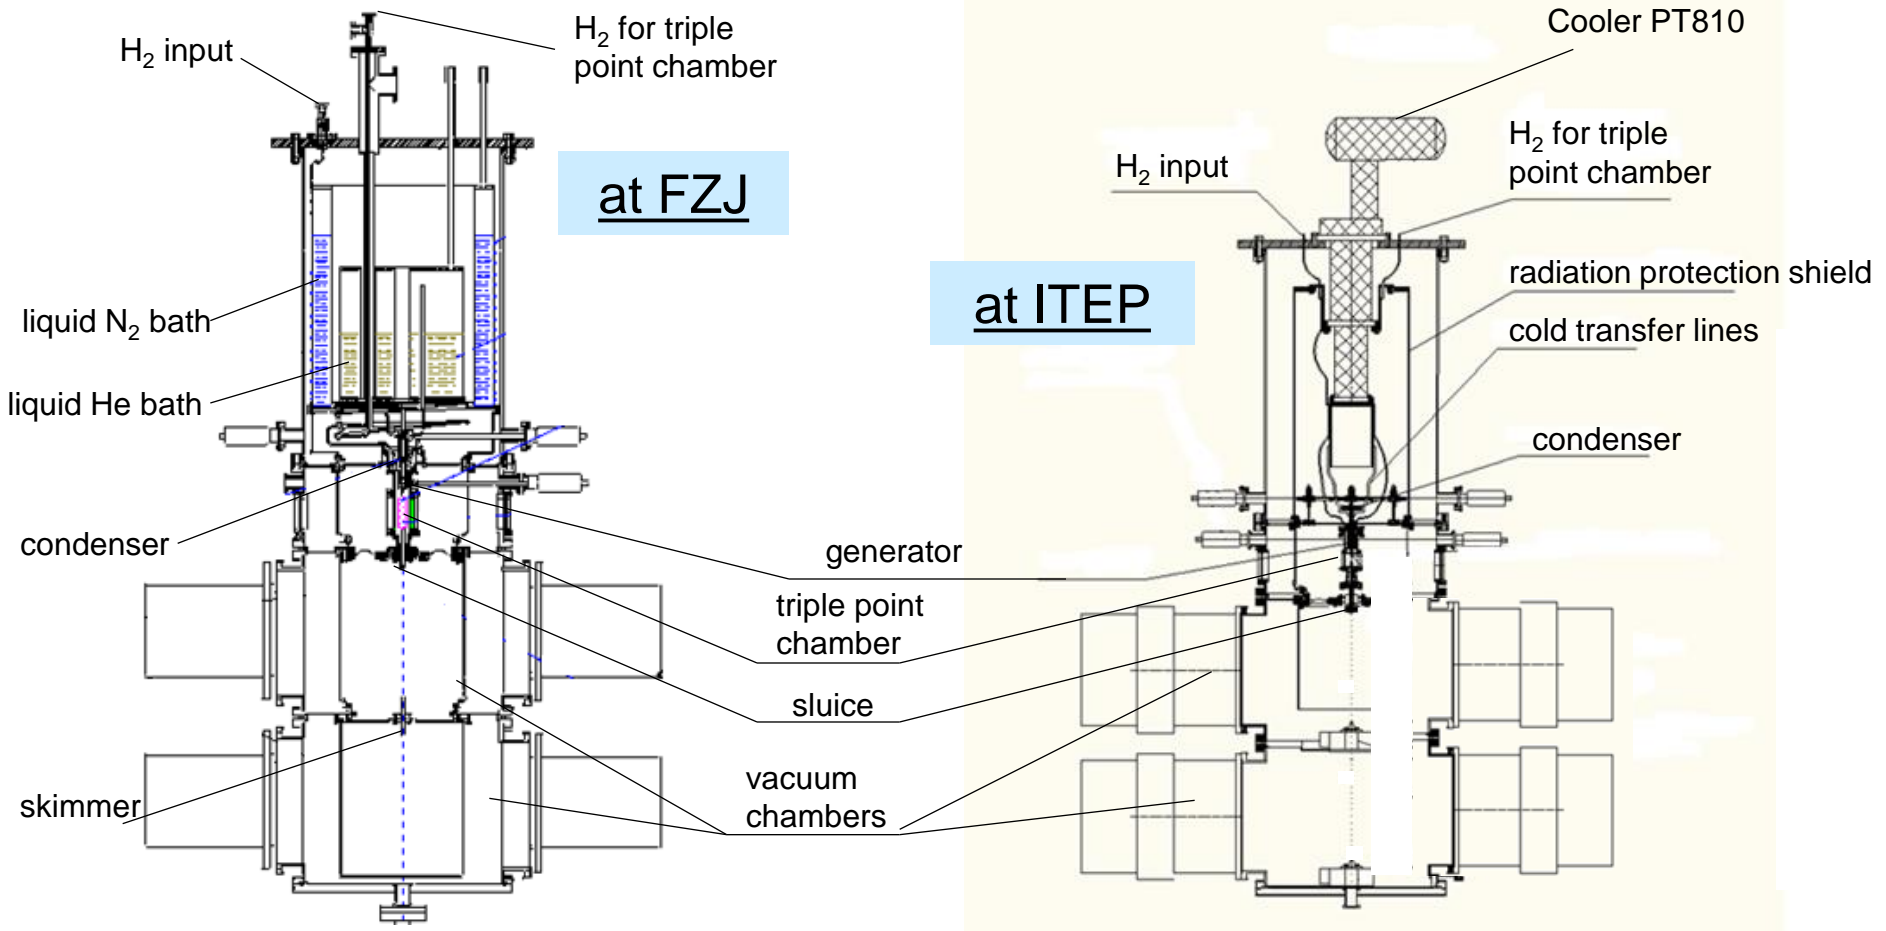 H₂ input
H₂ for triple
point chamber
at FZJ
liquid N₂ bath
liquid He bath
condenser
skimmer
generator
triple point
chamber
sluice
vacuum
chambers
Cooler PT810
H₂ input
H₂ for triple
point chamber
at ITEP
radiation protection shield
cold transfer lines
condenser